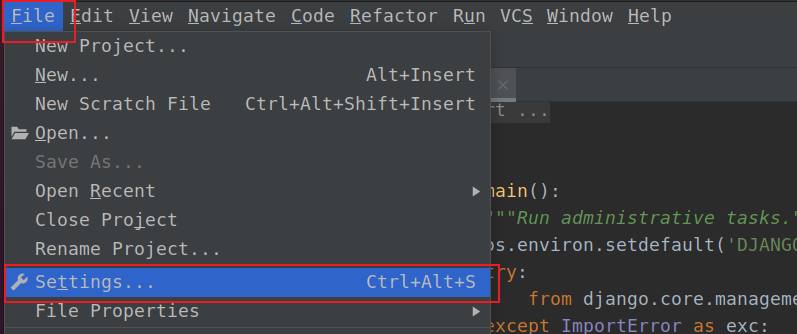 File Edit View Navigate Code Refactor Run VCS Window Help
New Project...
New... Alt+Insert
New Scratch File Ctrl+Alt+Shift+Insert
Open...
Save As...
Open Recent
Close Project
Rename Project...
Settings... Ctrl+Alt+S
File Properties
rt ...
main():
"""Run administrative tasks."
os.environ.setdefault('DJANGO
try:
from django.core.manageme
except ImportError as exc: